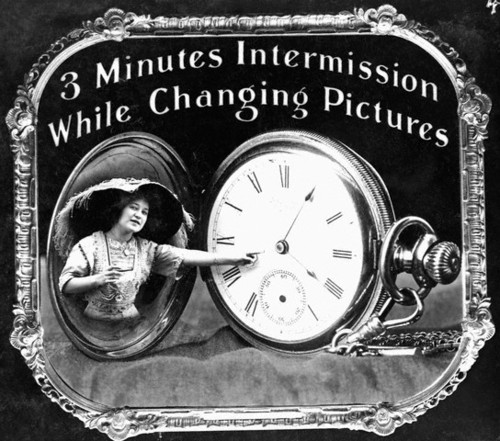 3 Minutes Intermission
While Changing Pictures